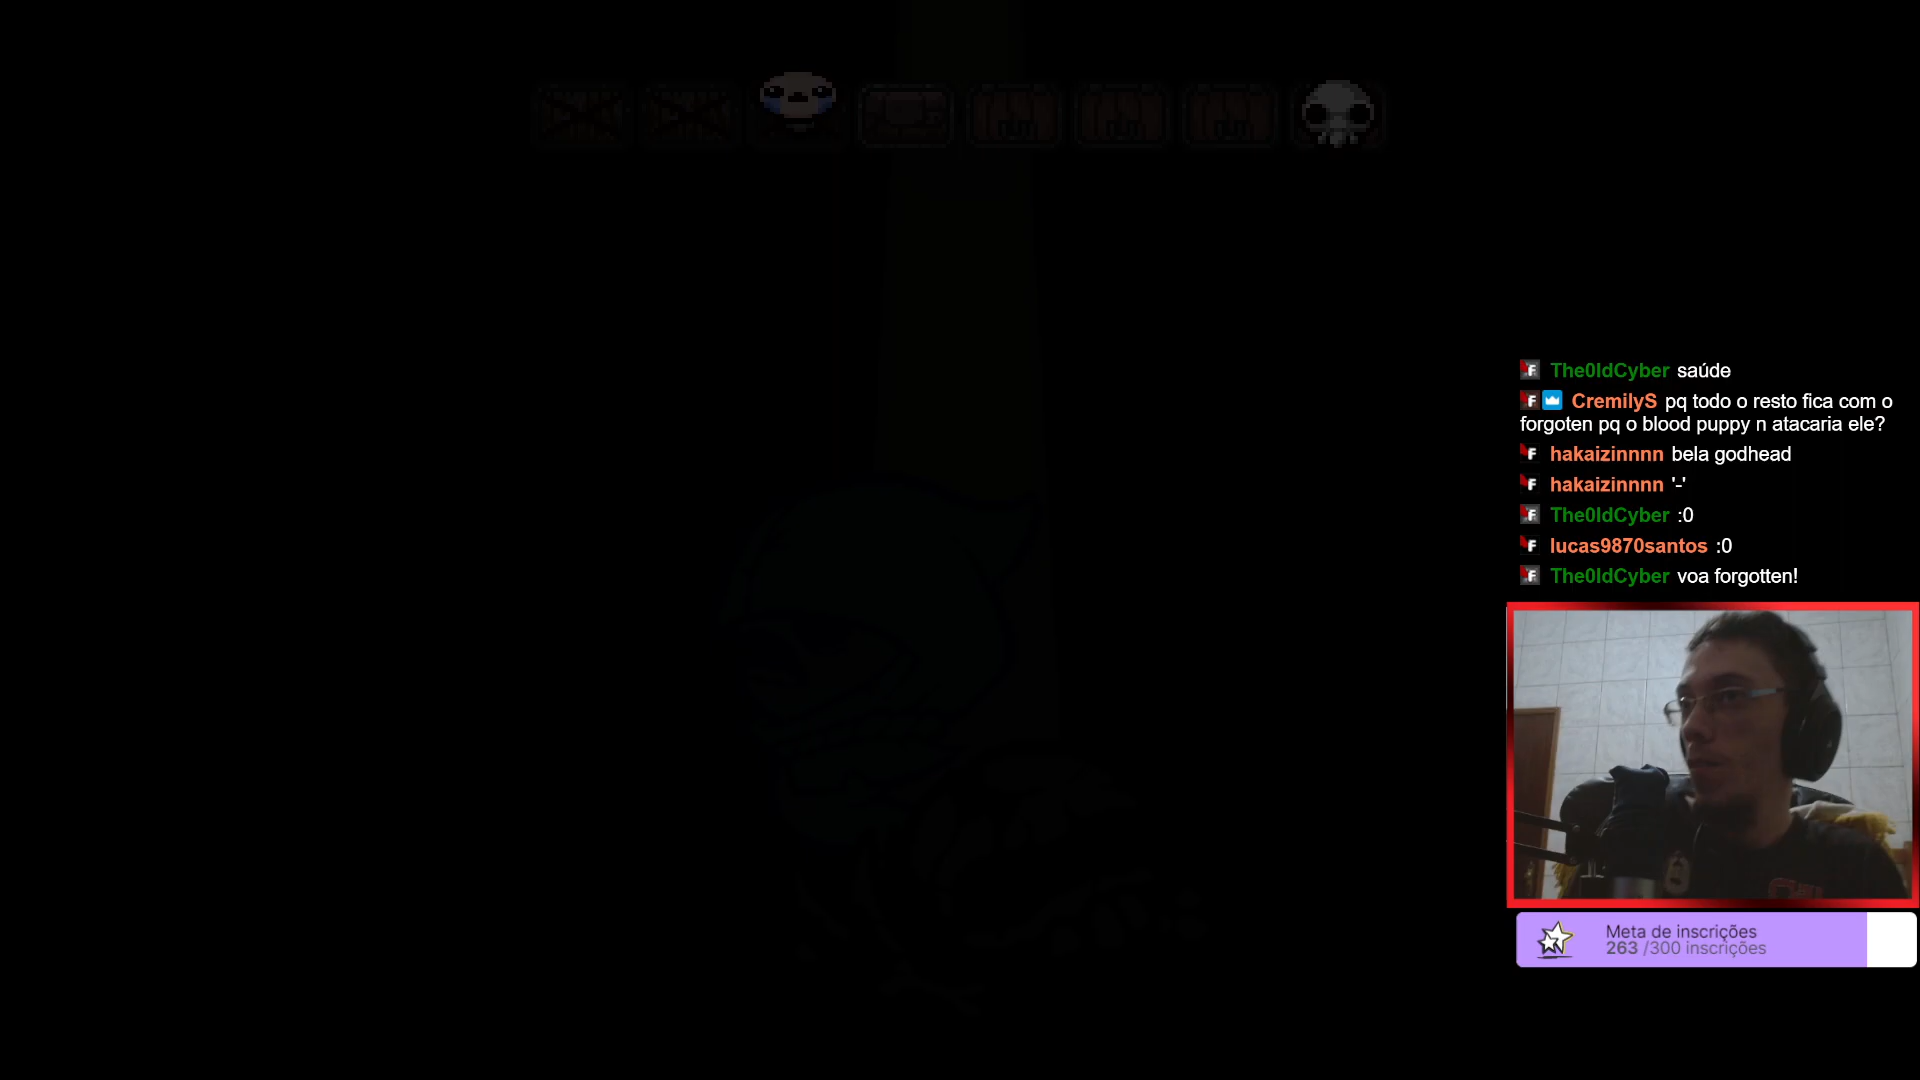 The0ldCyber saúde
CremilyS pq todo o resto fica com o
forgoten pq o blood puppy n atacaria ele?
hakaizinnnn bela godhead
hakaizinnnn '-'
The0ldCyber :0
lucas9870santos :0
The0ldCyber voa forgotten!
Meta de inscrições
263 /300 inscrições